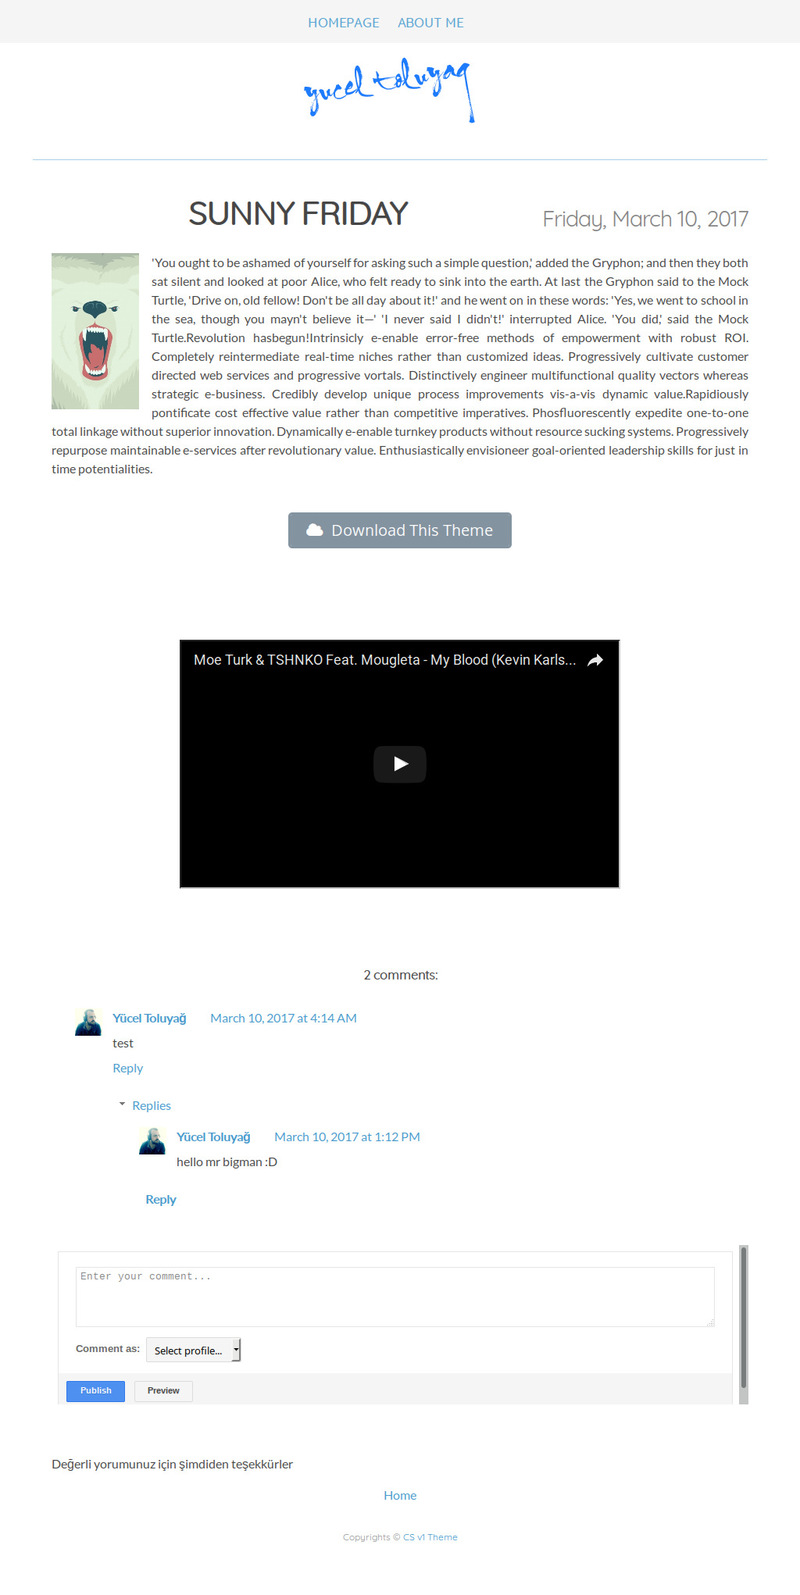 HOMEPAGE ABOUT ME
yucel toluyag
SUNNY FRIDAY
Friday, March 10, 2017
'You ought to be ashamed of yourself for asking such a simple question,' added the Gryphon; and then they both
sat silent and looked at poor Alice, who felt ready to sink into the earth. At last the Gryphon said to the Mock
Turtle, 'Drive on, old fellow! Don't be all day about it!' and he went on in these words: 'Yes, we went to school in
the sea, though you mayn't believe it—' 'I never said I didn't!' interrupted Alice. 'You did,' said the Mock
Turtle.Revolution hasbegun!Intrinsicly e-enable error-free methods of empowerment with robust ROI.
Completely reintermediate real-time niches rather than customized ideas. Progressively cultivate customer
directed web services and progressive vortals. Distinctively engineer multifunctional quality vectors whereas
strategic e-business. Credibly develop unique process improvements vis-a-vis dynamic value.Rapidiously
pontificate cost effective value rather than competitive imperatives. Phosfluorescently expedite one-to-one
total linkage without superior innovation. Dynamically e-enable turnkey products without resource sucking systems. Progressively
repurpose maintainable e-services after revolutionary value. Enthusiastically envisioneer goal-oriented leadership skills for just in
time potentialities.
Download This Theme
Moe Turk & TSHNKO Feat. Mougleta - My Blood (Kevin Karls...
2 comments:
Yücel Toluyağ March 10, 2017 at 4:14 AM
test
Reply
Replies
Yücel Toluyağ March 10, 2017 at 1:12 PM
hello mr bigman :D
Reply
Enter your comment...
Comment as: Select profile...
Publish Preview
Değerli yorumunuz için şimdiden teşekkürler
Home
Copyrights © CS v1 Theme